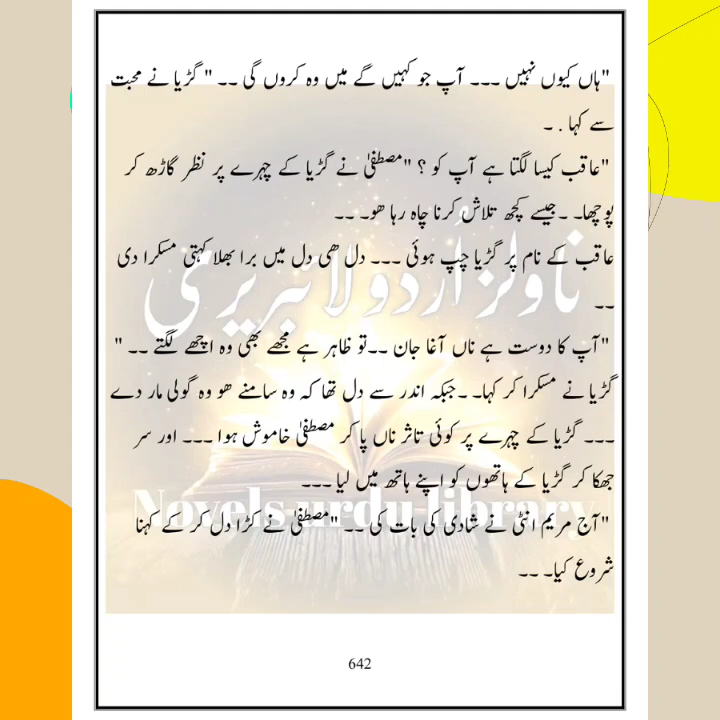 "ہاں کیوں نہیں ۔۔۔ آپ جو کہیں گے میں وہ کروں گی ۔۔ " گڑیا نے محبت
سے کہا . ۔
"عاقب کیسا لگتا ہے آپ کو ؟ "مصطفیٰ نے گڑیا کے چہرے پر نظر گاڑھ کر
پوچھا۔ ۔جیسے کچھ تلاش کرنا چاہ رہا ھو۔ ۔۔
عاقب کے نام پر گڑیا چپ ہوئی ۔۔۔ دل ھی دل میں برا بھلا کہتی مسکرا دی
۔۔
"آپ کا دوست ہے ناں آغا جان ۔۔تو ظاہر ہے مجھے بھی وہ اچھے لگتے ۔۔ "
گڑیا نے مسکرا کر کہا۔ ۔جبکہ اندر سے دل تھا کہ وہ سامنے ھو وہ گولی مار دے
۔۔۔ گڑیا کے چہرے پر کوئی تاثر ناں پا کر مصطفیٰ خاموش ہوا ۔۔۔ اور سر
جھکا کر گڑیا کے ہاتھوں کو اپنے ہاتھ میں لیا ۔۔۔
"آج مریم انٹی نے شادی کی بات کی ۔۔ "مصطفیٰ نے کڑا دل کر کے کہنا
شروع کیا۔ ۔۔
ناولز اُردو لائبریری
Novels urdu library
642